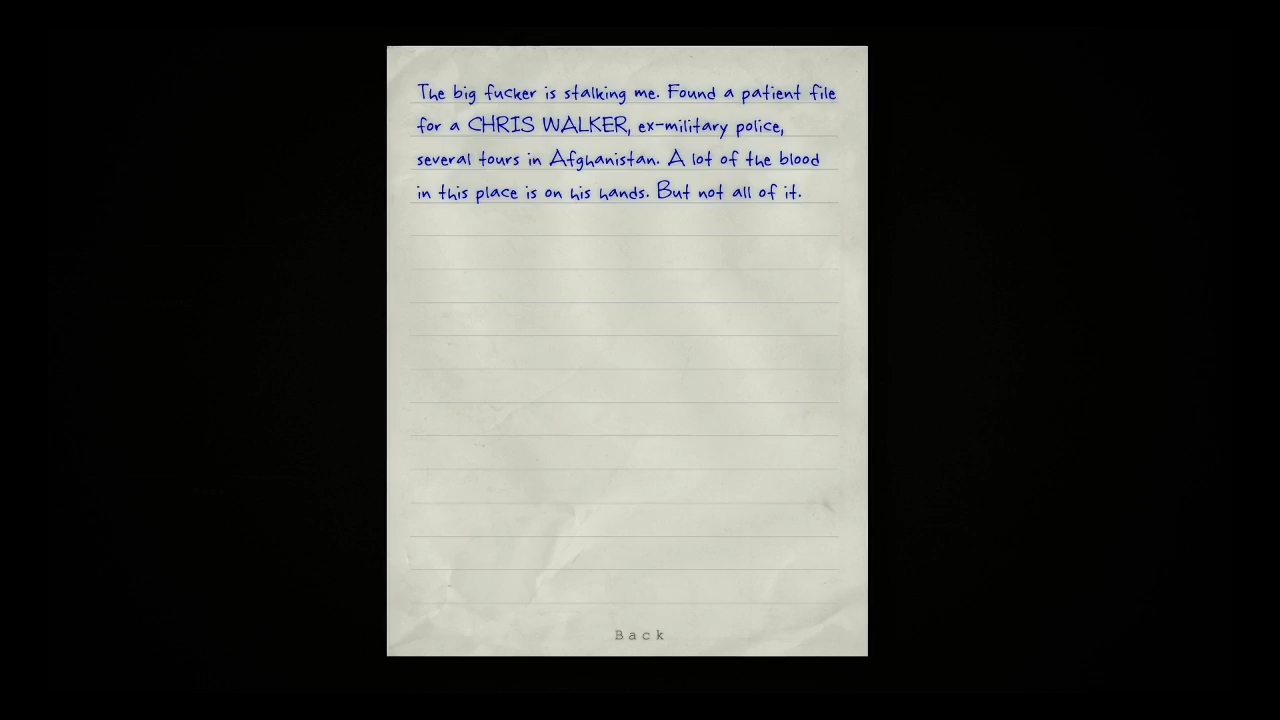 The big fucker is stalking me. Found a patient file
for a CHRIS WALKER, ex-military police,
several tours in Afghanistan. A lot of the blood
in this place is on his hands. But not all of it.
Back